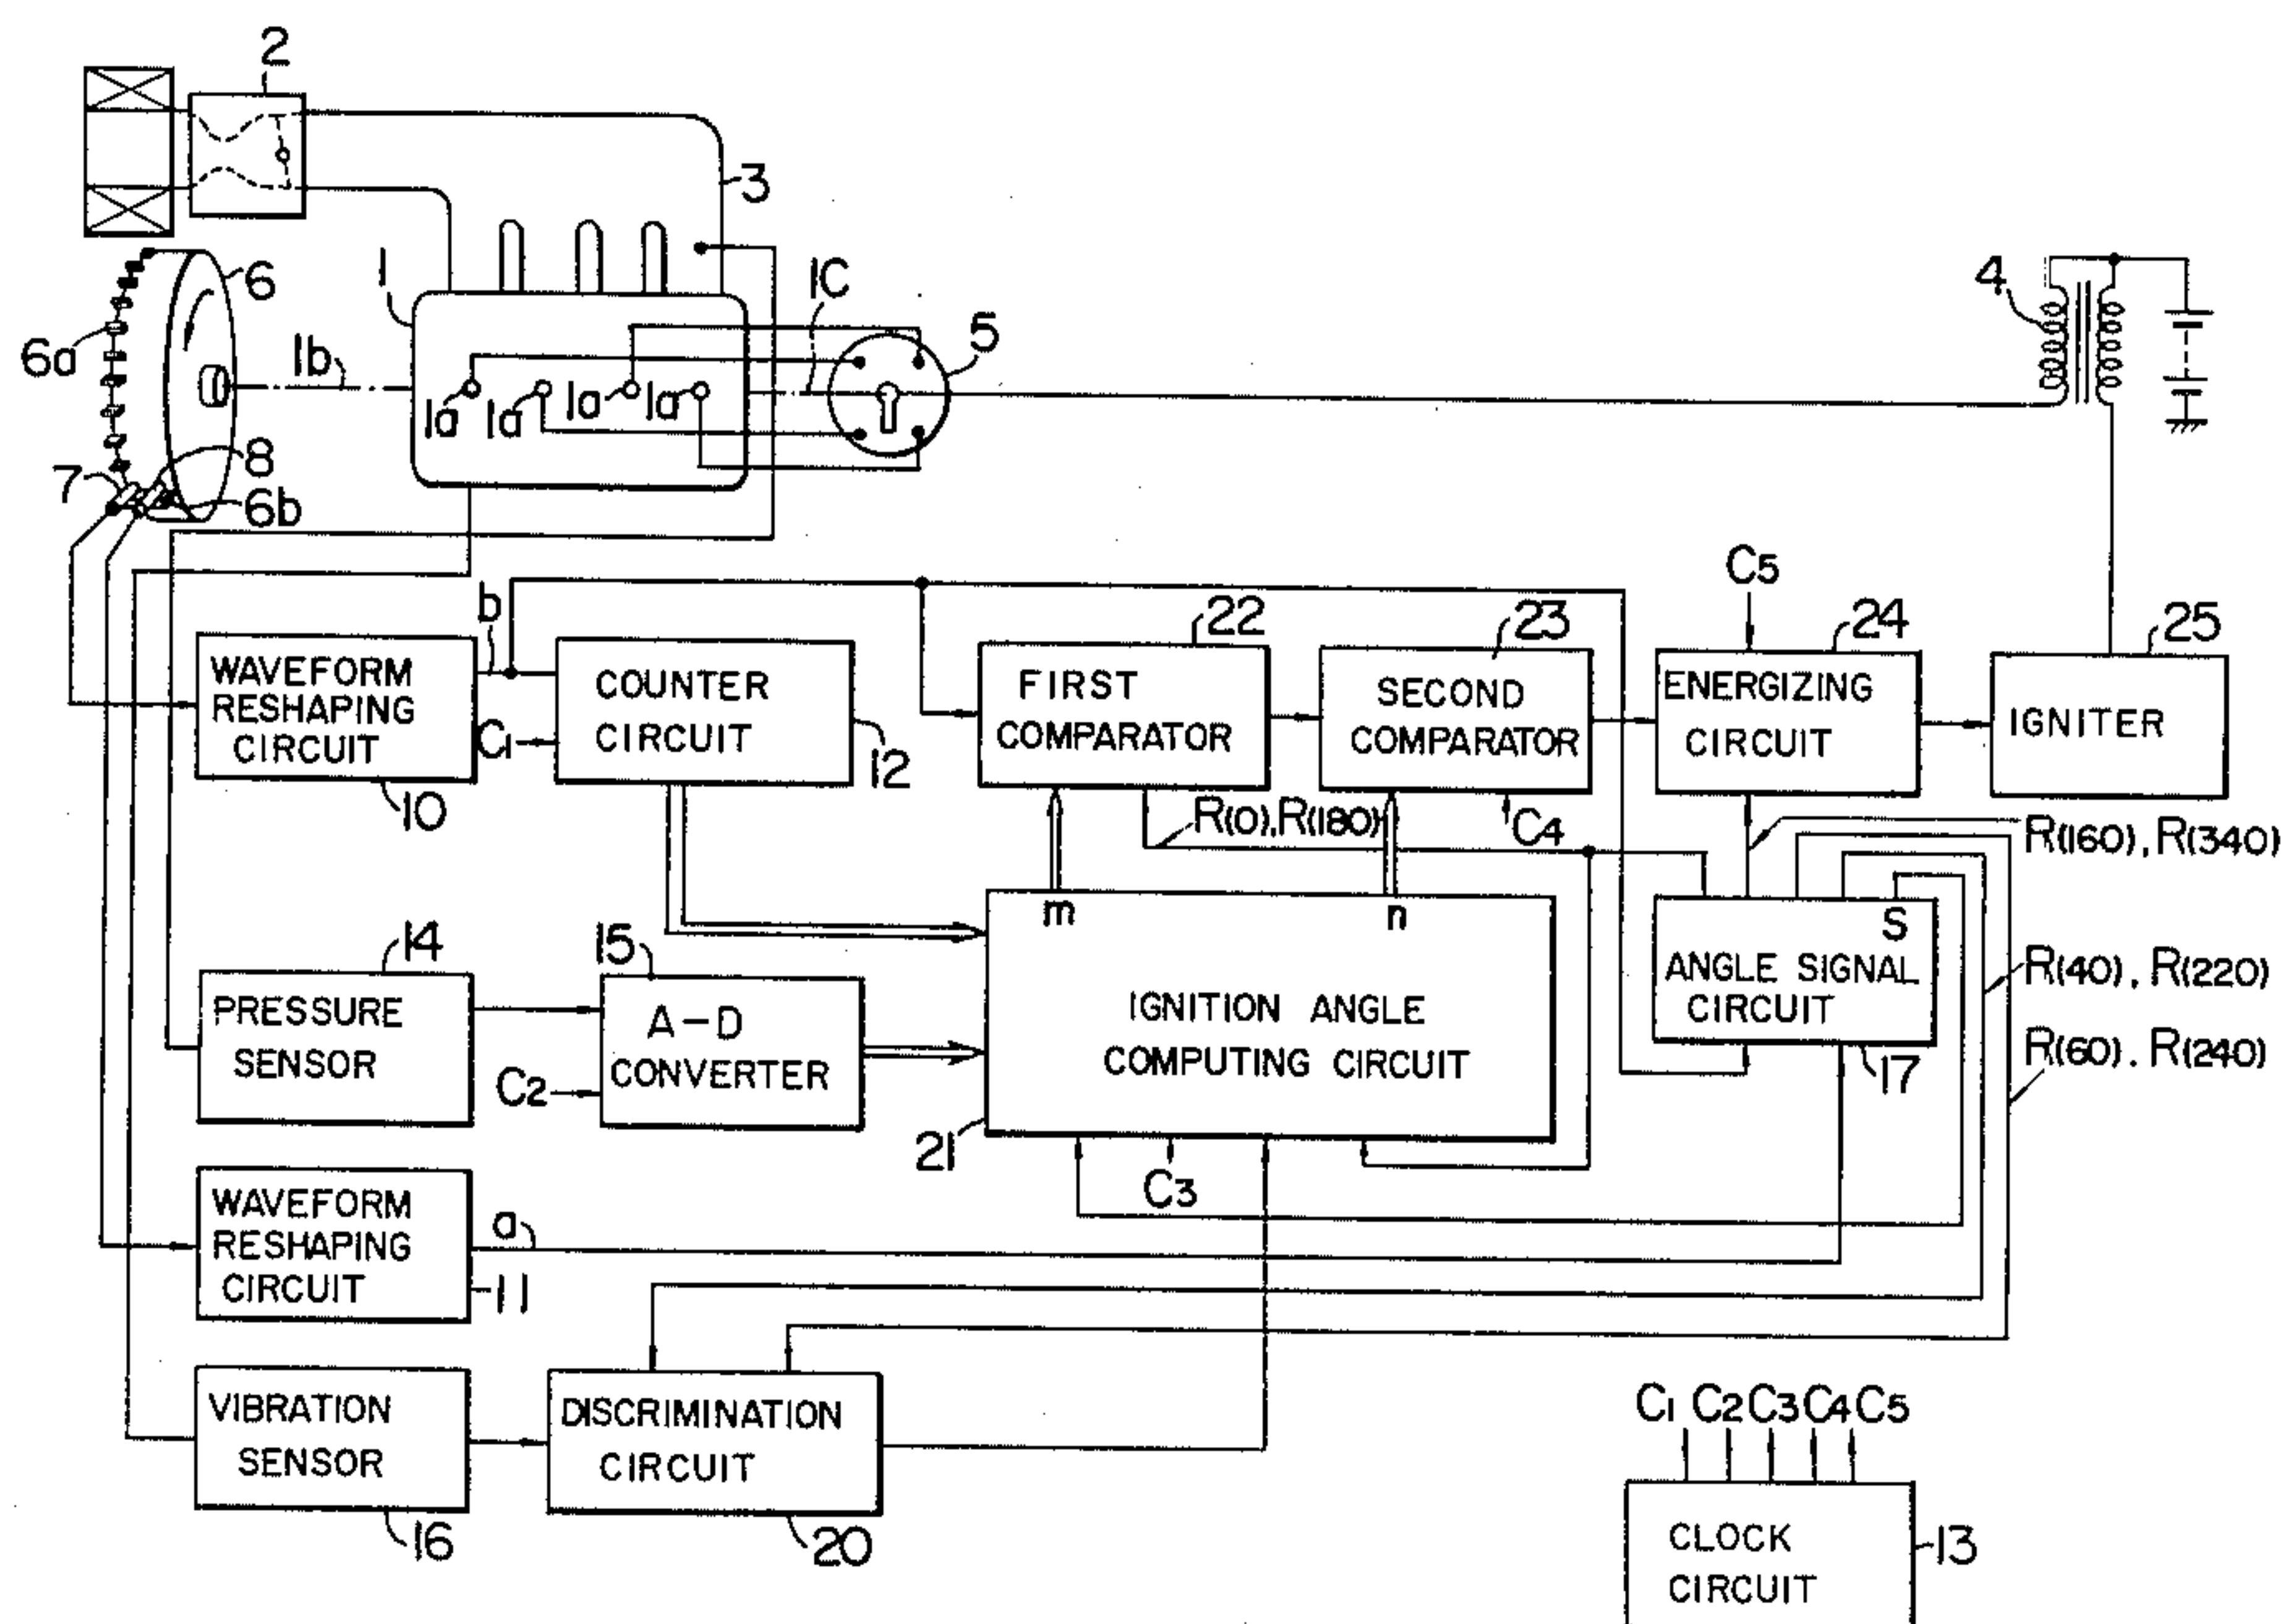 2
3
1
1C
4
6
5
6a
1b
1a
1a
1a
1a
8
7
6b
C5
b
22
23
24
25
WAVEFORM
RESHAPING
CIRCUIT
COUNTER
CIRCUIT
FIRST
COMPARATOR
SECOND
COMPARATOR
ENERGIZING
CIRCUIT
IGNITER
C1
12
10
R(0),R(180)
C4
R(160),R(340)
m
n
S
14
15
PRESSURE
SENSOR
A-D
CONVERTER
C2
IGNITION ANGLE
COMPUTING CIRCUIT
ANGLE SIGNAL
CIRCUIT
R(40),R(220)
R(60).R(240)
17
21
C3
WAVEFORM
RESHAPING
CIRCUIT
a
11
VIBRATION
SENSOR
DISCRIMINATION
CIRCUIT
16
20
C1 C2 C3 C4 C5
CLOCK
CIRCUIT
13